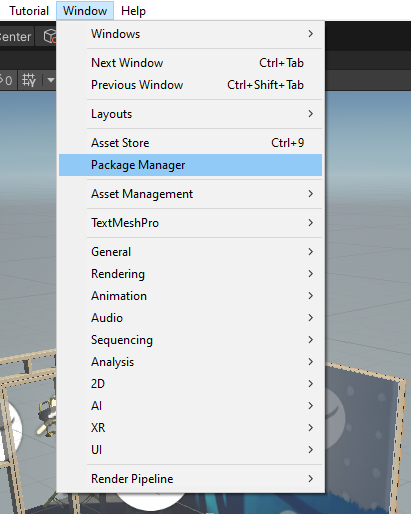 Tutorial Window Help
Center
Windows
Next Window Ctrl+Tab
Previous Window Ctrl+Shift+Tab
Layouts
Asset Store Ctrl+9
Package Manager
Asset Management
TextMeshPro
General
Rendering
Animation
Audio
Sequencing
Analysis
2D
AI
XR
UI
Render Pipeline